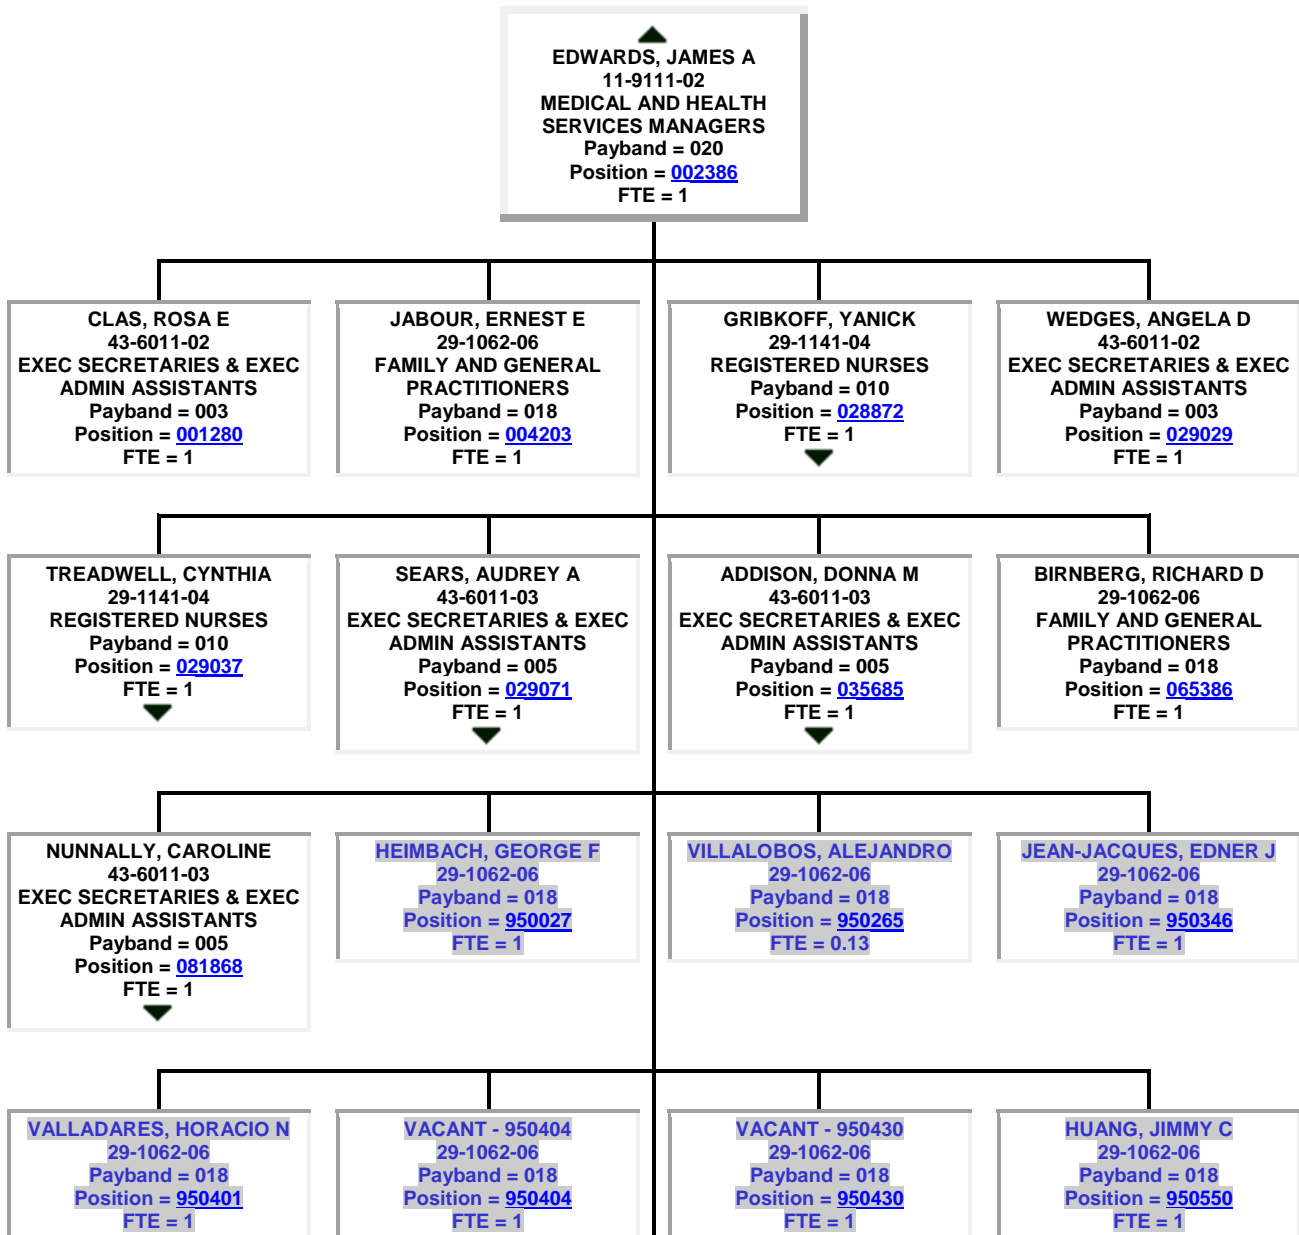 EDWARDS, JAMES A
11-9111-02
MEDICAL AND HEALTH
SERVICES MANAGERS
Payband = 020
Position = 002386
FTE = 1
CLAS, ROSA E
43-6011-02
EXEC SECRETARIES & EXEC
ADMIN ASSISTANTS
Payband = 003
Position = 001280
FTE = 1
JABOUR, ERNEST E
29-1062-06
FAMILY AND GENERAL
PRACTITIONERS
Payband = 018
Position = 004203
FTE = 1
GRIBKOFF, YANICK
29-1141-04
REGISTERED NURSES
Payband = 010
Position = 028872
FTE = 1
WEDGES, ANGELA D
43-6011-02
EXEC SECRETARIES & EXEC
ADMIN ASSISTANTS
Payband = 003
Position = 029029
FTE = 1
TREADWELL, CYNTHIA
29-1141-04
REGISTERED NURSES
Payband = 010
Position = 029037
FTE = 1
SEARS, AUDREY A
43-6011-03
EXEC SECRETARIES & EXEC
ADMIN ASSISTANTS
Payband = 005
Position = 029071
FTE = 1
ADDISON, DONNA M
43-6011-03
EXEC SECRETARIES & EXEC
ADMIN ASSISTANTS
Payband = 005
Position = 035685
FTE = 1
BIRNBERG, RICHARD D
29-1062-06
FAMILY AND GENERAL
PRACTITIONERS
Payband = 018
Position = 065386
FTE = 1
NUNNALLY, CAROLINE
43-6011-03
EXEC SECRETARIES & EXEC
ADMIN ASSISTANTS
Payband = 005
Position = 081868
FTE = 1
HEIMBACH, GEORGE F
29-1062-06
Payband = 018
Position = 950027
FTE = 1
VILLALOBOS, ALEJANDRO
29-1062-06
Payband = 018
Position = 950265
FTE = 0.13
JEAN-JACQUES, EDNER J
29-1062-06
Payband = 018
Position = 950346
FTE = 1
VALLADARES, HORACIO N
29-1062-06
Payband = 018
Position = 950401
FTE = 1
VACANT - 950404
29-1062-06
Payband = 018
Position = 950404
FTE = 1
VACANT - 950430
29-1062-06
Payband = 018
Position = 950430
FTE = 1
HUANG, JIMMY C
29-1062-06
Payband = 018
Position = 950550
FTE = 1